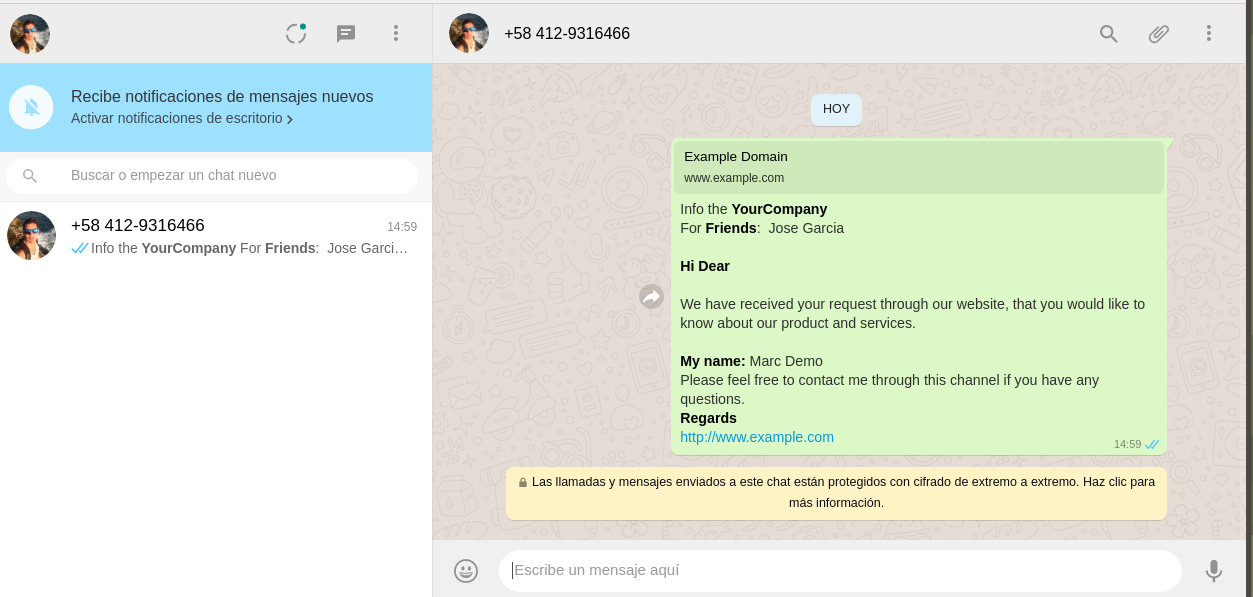 +58 412-9316466
Recibe notificaciones de mensajes nuevos
Activar notificaciones de escritorio
Buscar o empezar un chat nuevo
+58 412-9316466
14:59
Info the YourCompany For Friends:  Jose Garci...
HOY
Example Domain
www.example.com
Info the YourCompany
For Friends:  Jose Garcia
Hi Dear
We have received your request through our website, that you would like to
know about our product and services.
My name: Marc Demo
Please feel free to contact me through this channel if you have any
questions.
Regards
http://www.example.com
14:59
Las llamadas y mensajes enviados a este chat están protegidos con cifrado de extremo a extremo. Haz clic para
más información.
Escribe un mensaje aquí